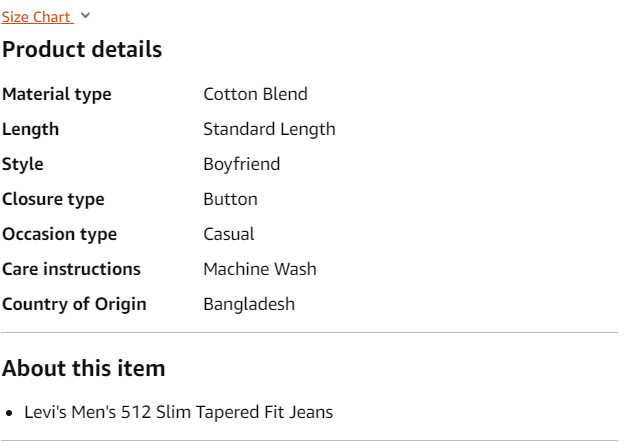 Size Chart
Product details
Material type Cotton Blend
Length Standard Length
Style Boyfriend
Closure type Button
Occasion type Casual
Care instructions Machine Wash
Country of Origin Bangladesh
About this item
• Levi's Men's 512 Slim Tapered Fit Jeans